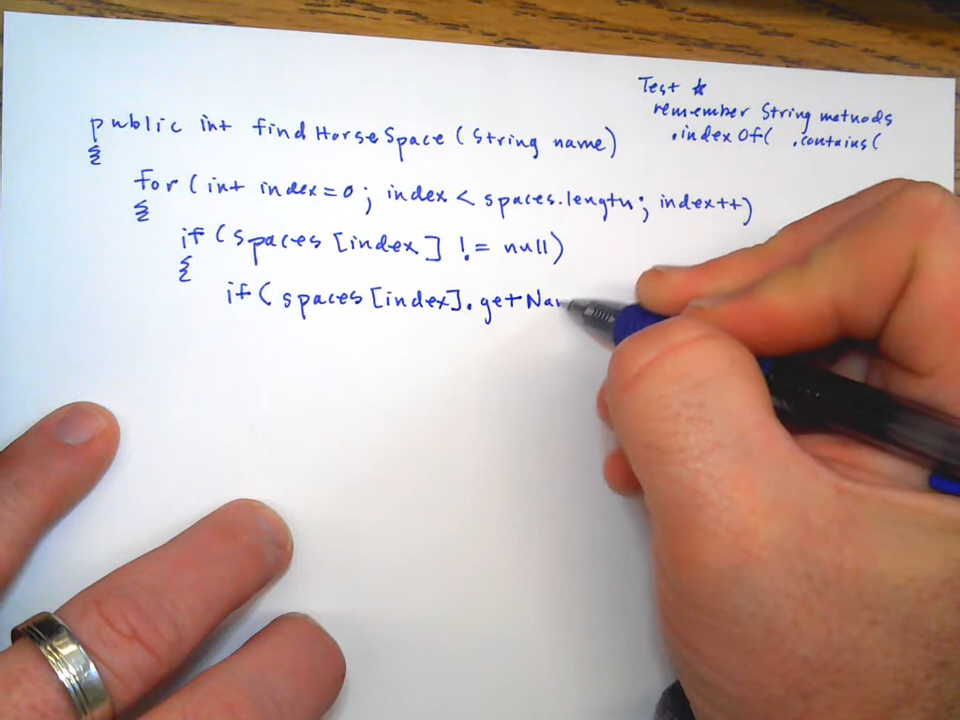 Test ☆
remember String methods
.indexOf( .contains(
public int findHorseSpace(String name)
{
for(int index=0; index < spaces.length; index++)
{
if(spaces[index] != null)
{
if(spaces[index].getNam